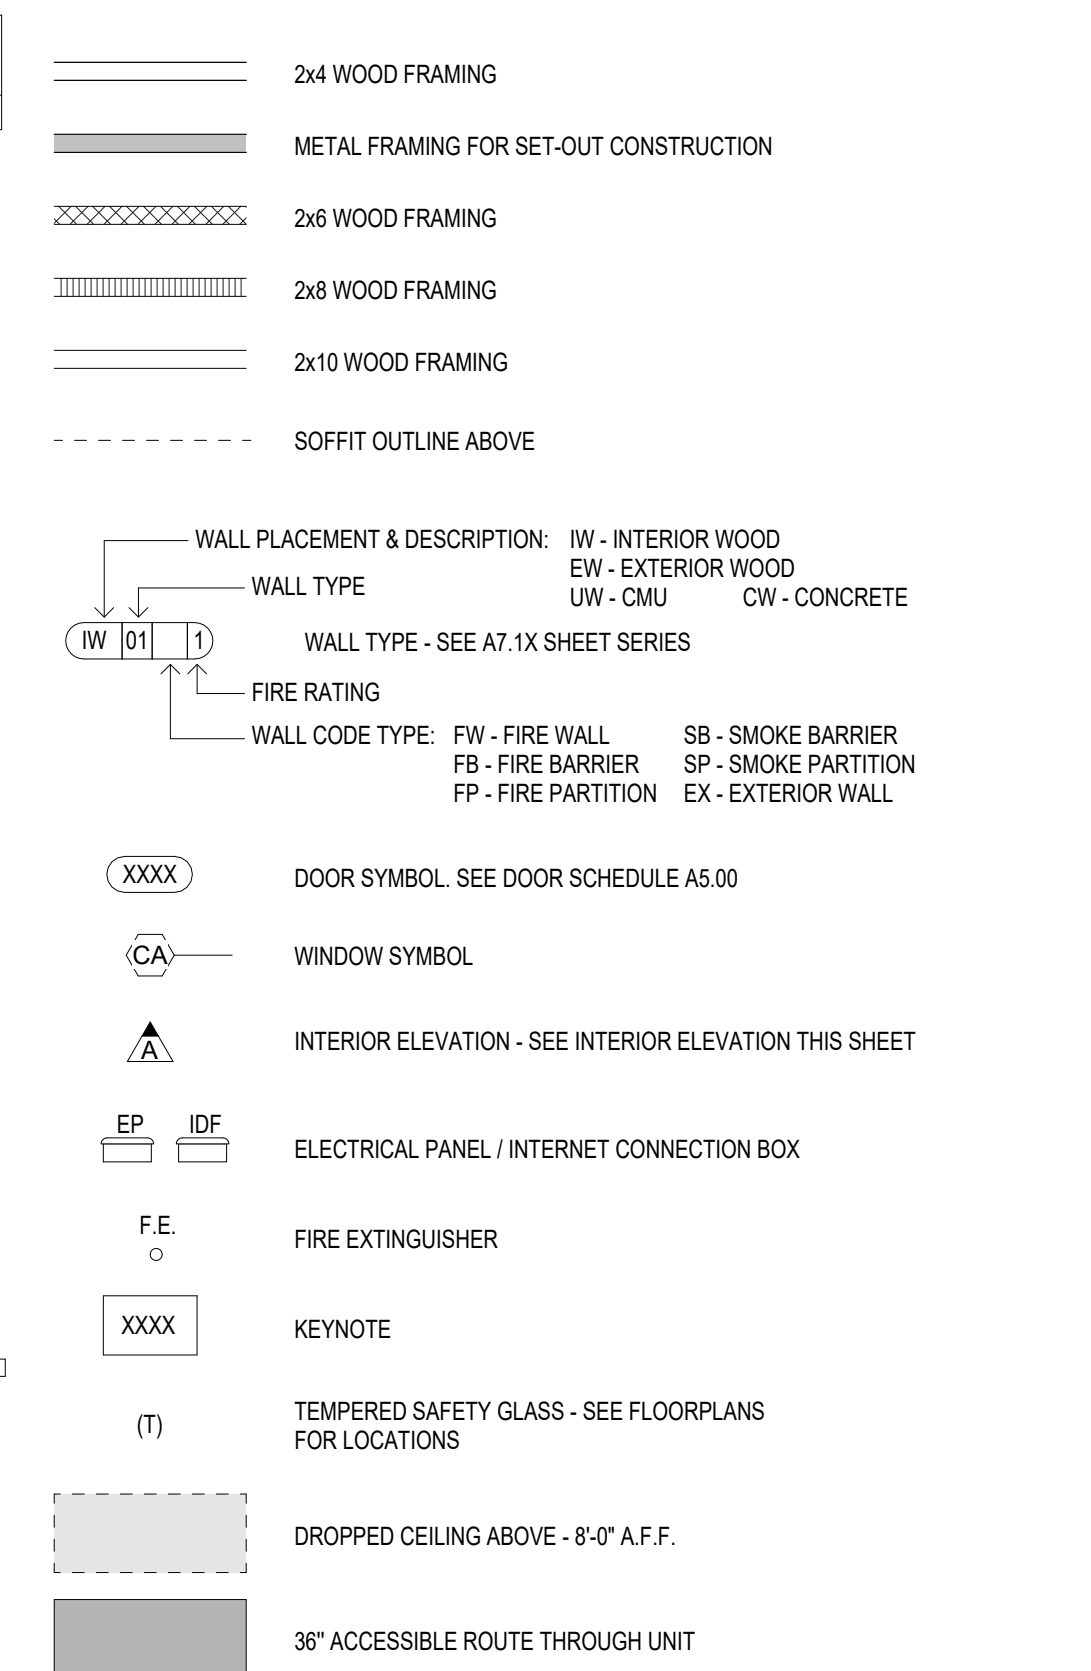 2x4 WOOD FRAMING
METAL FRAMING FOR SET-OUT CONSTRUCTION
2x6 WOOD FRAMING
2x8 WOOD FRAMING
2x10 WOOD FRAMING
SOFFIT OUTLINE ABOVE
WALL PLACEMENT & DESCRIPTION: IW - INTERIOR WOOD
EW - EXTERIOR WOOD
WALL TYPE
UW - CMU CW - CONCRETE
IW 01 1 WALL TYPE - SEE A7.1X SHEET SERIES
FIRE RATING
WALL CODE TYPE: FW - FIRE WALL SB - SMOKE BARRIER
FB - FIRE BARRIER SP - SMOKE PARTITION
FP - FIRE PARTITION EX - EXTERIOR WALL
XXXX DOOR SYMBOL. SEE DOOR SCHEDULE A5.00
CA WINDOW SYMBOL
A INTERIOR ELEVATION - SEE INTERIOR ELEVATION THIS SHEET
EP IDF
ELECTRICAL PANEL / INTERNET CONNECTION BOX
F.E.
FIRE EXTINGUISHER
XXXX KEYNOTE
(T) TEMPERED SAFETY GLASS - SEE FLOORPLANS
FOR LOCATIONS
DROPPED CEILING ABOVE - 8'-0" A.F.F.
36" ACCESSIBLE ROUTE THROUGH UNIT